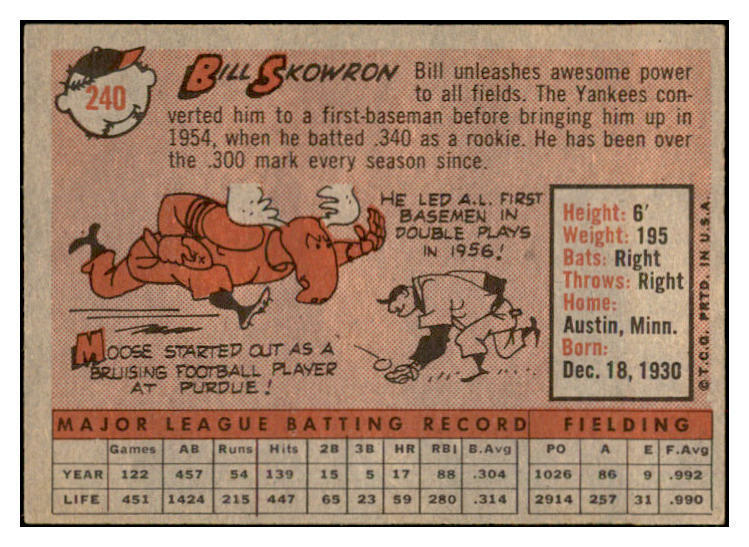 240
BILL SKOWRON Bill unleashes awesome power
to all fields. The Yankees con-
verted him to a first-baseman before bringing him up in
1954, when he batted .340 as a rookie. He has been over
the .300 mark every season since.
HE LED A.L. FIRST
BASEMEN IN
DOUBLE PLAYS
IN 1956!
MOOSE STARTED OUT AS A
BRUISING FOOTBALL PLAYER
AT PURDUE!
Height: 6'
Weight: 195
Bats: Right
Throws: Right
Home:
Austin, Minn.
Born:
Dec. 18, 1930
© T.C.G. PRTD. IN U.S.A.
MAJOR LEAGUE BATTING RECORD FIELDING
Games AB Runs Hits 2B 3B HR RBI B.Avg PO A E F.Avg
YEAR 122 457 54 139 15 5 17 88 .304 1026 86 9 .992
LIFE 451 1424 215 447 65 23 59 280 .314 2914 257 31 .990